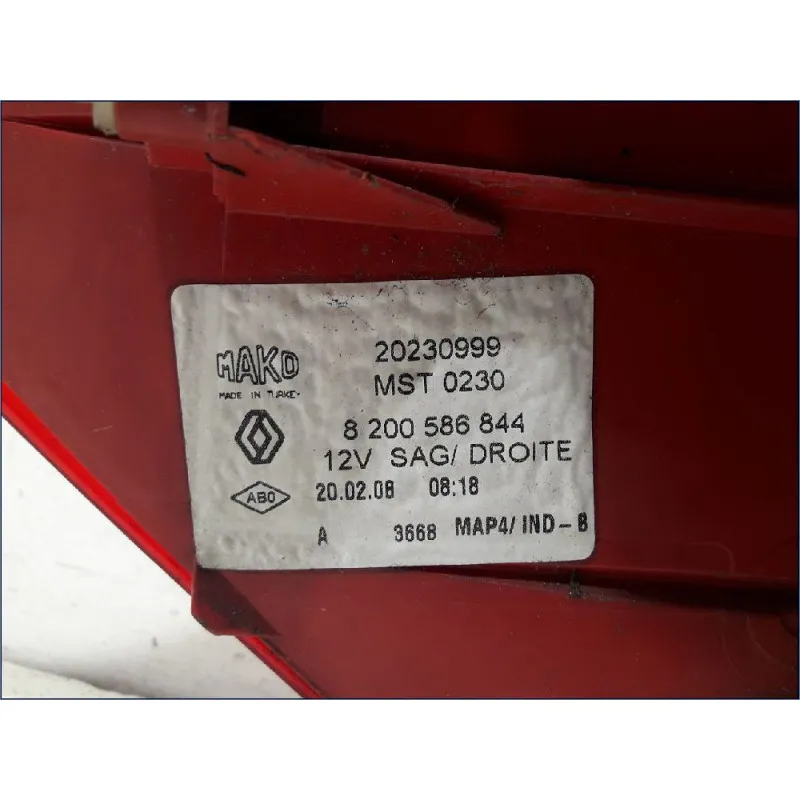 MAKO
MADE IN TURKEY
20230999
MST 0230
8 200 586 844
12V SAG/ DROITE
ABO
20.02.08 08:18
A 3668 MAP4/ IND - B